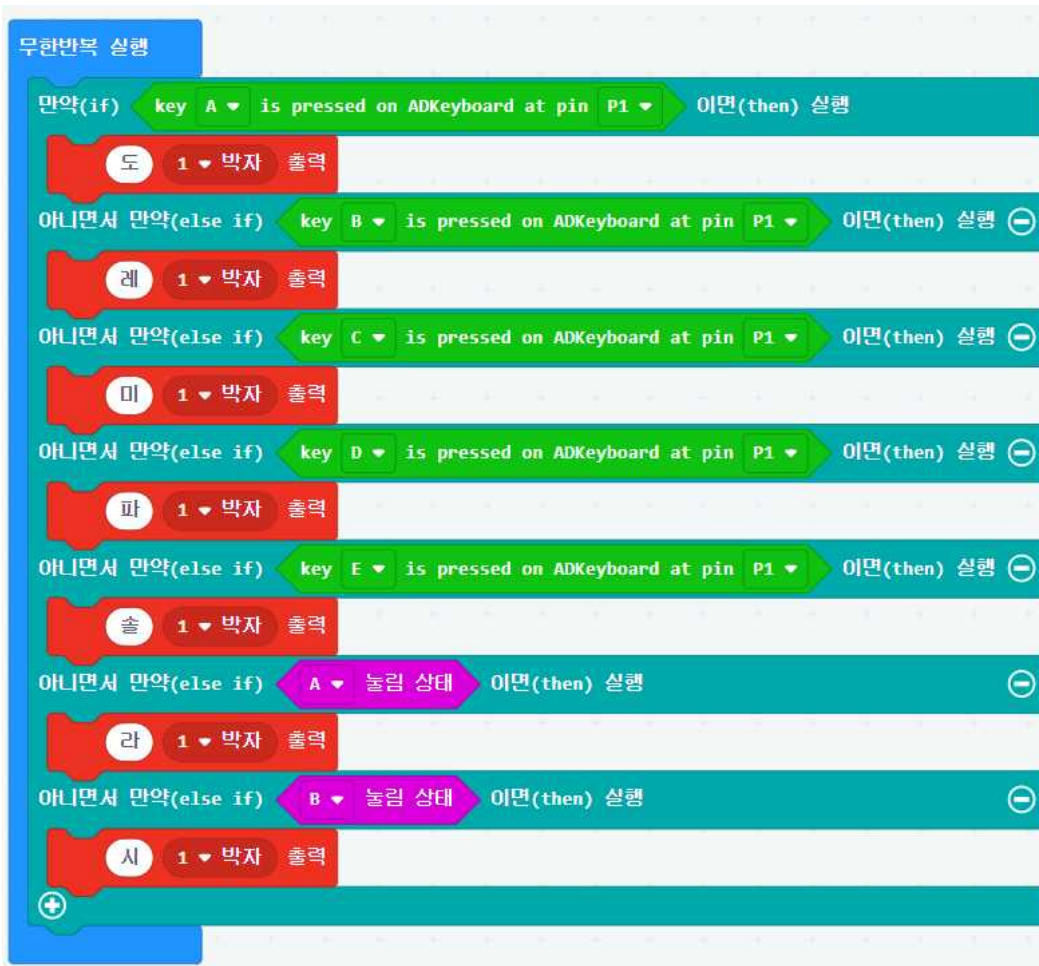 무한반복 실행
만약(if) key A is pressed on ADKeyboard at pin P1 이면(then) 실행
도 1 박자 출력
아니면서 만약(else if) key B is pressed on ADKeyboard at pin P1 이면(then) 실행
레 1 박자 출력
아니면서 만약(else if) key C is pressed on ADKeyboard at pin P1 이면(then) 실행
미 1 박자 출력
아니면서 만약(else if) key D is pressed on ADKeyboard at pin P1 이면(then) 실행
파 1 박자 출력
아니면서 만약(else if) key E is pressed on ADKeyboard at pin P1 이면(then) 실행
솔 1 박자 출력
아니면서 만약(else if) A 눌림 상태 이면(then) 실행
라 1 박자 출력
아니면서 만약(else if) B 눌림 상태 이면(then) 실행
시 1 박자 출력